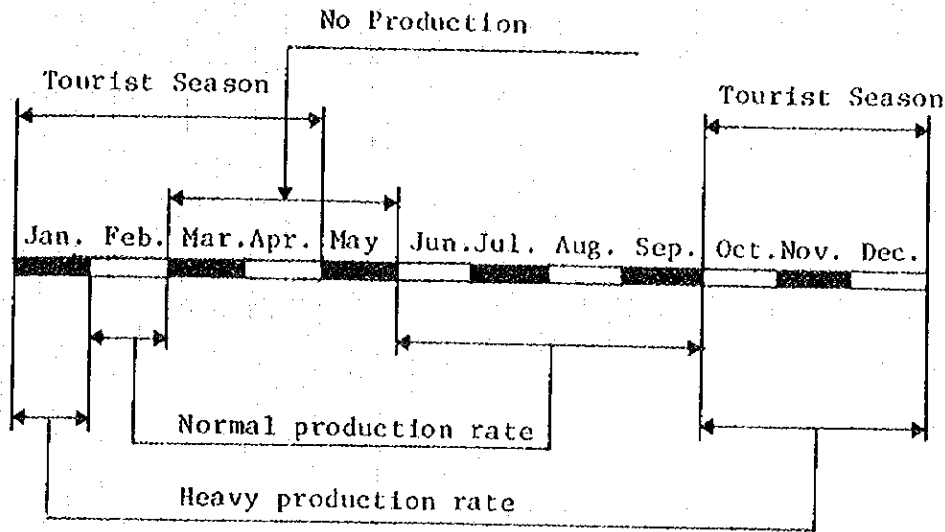 No Production
Tourist Season
Tourist Season
Jan. Feb. Mar. Apr. May Jun. Jul. Aug. Sep. Oct. Nov. Dec.
Normal production rate
Heavy production rate